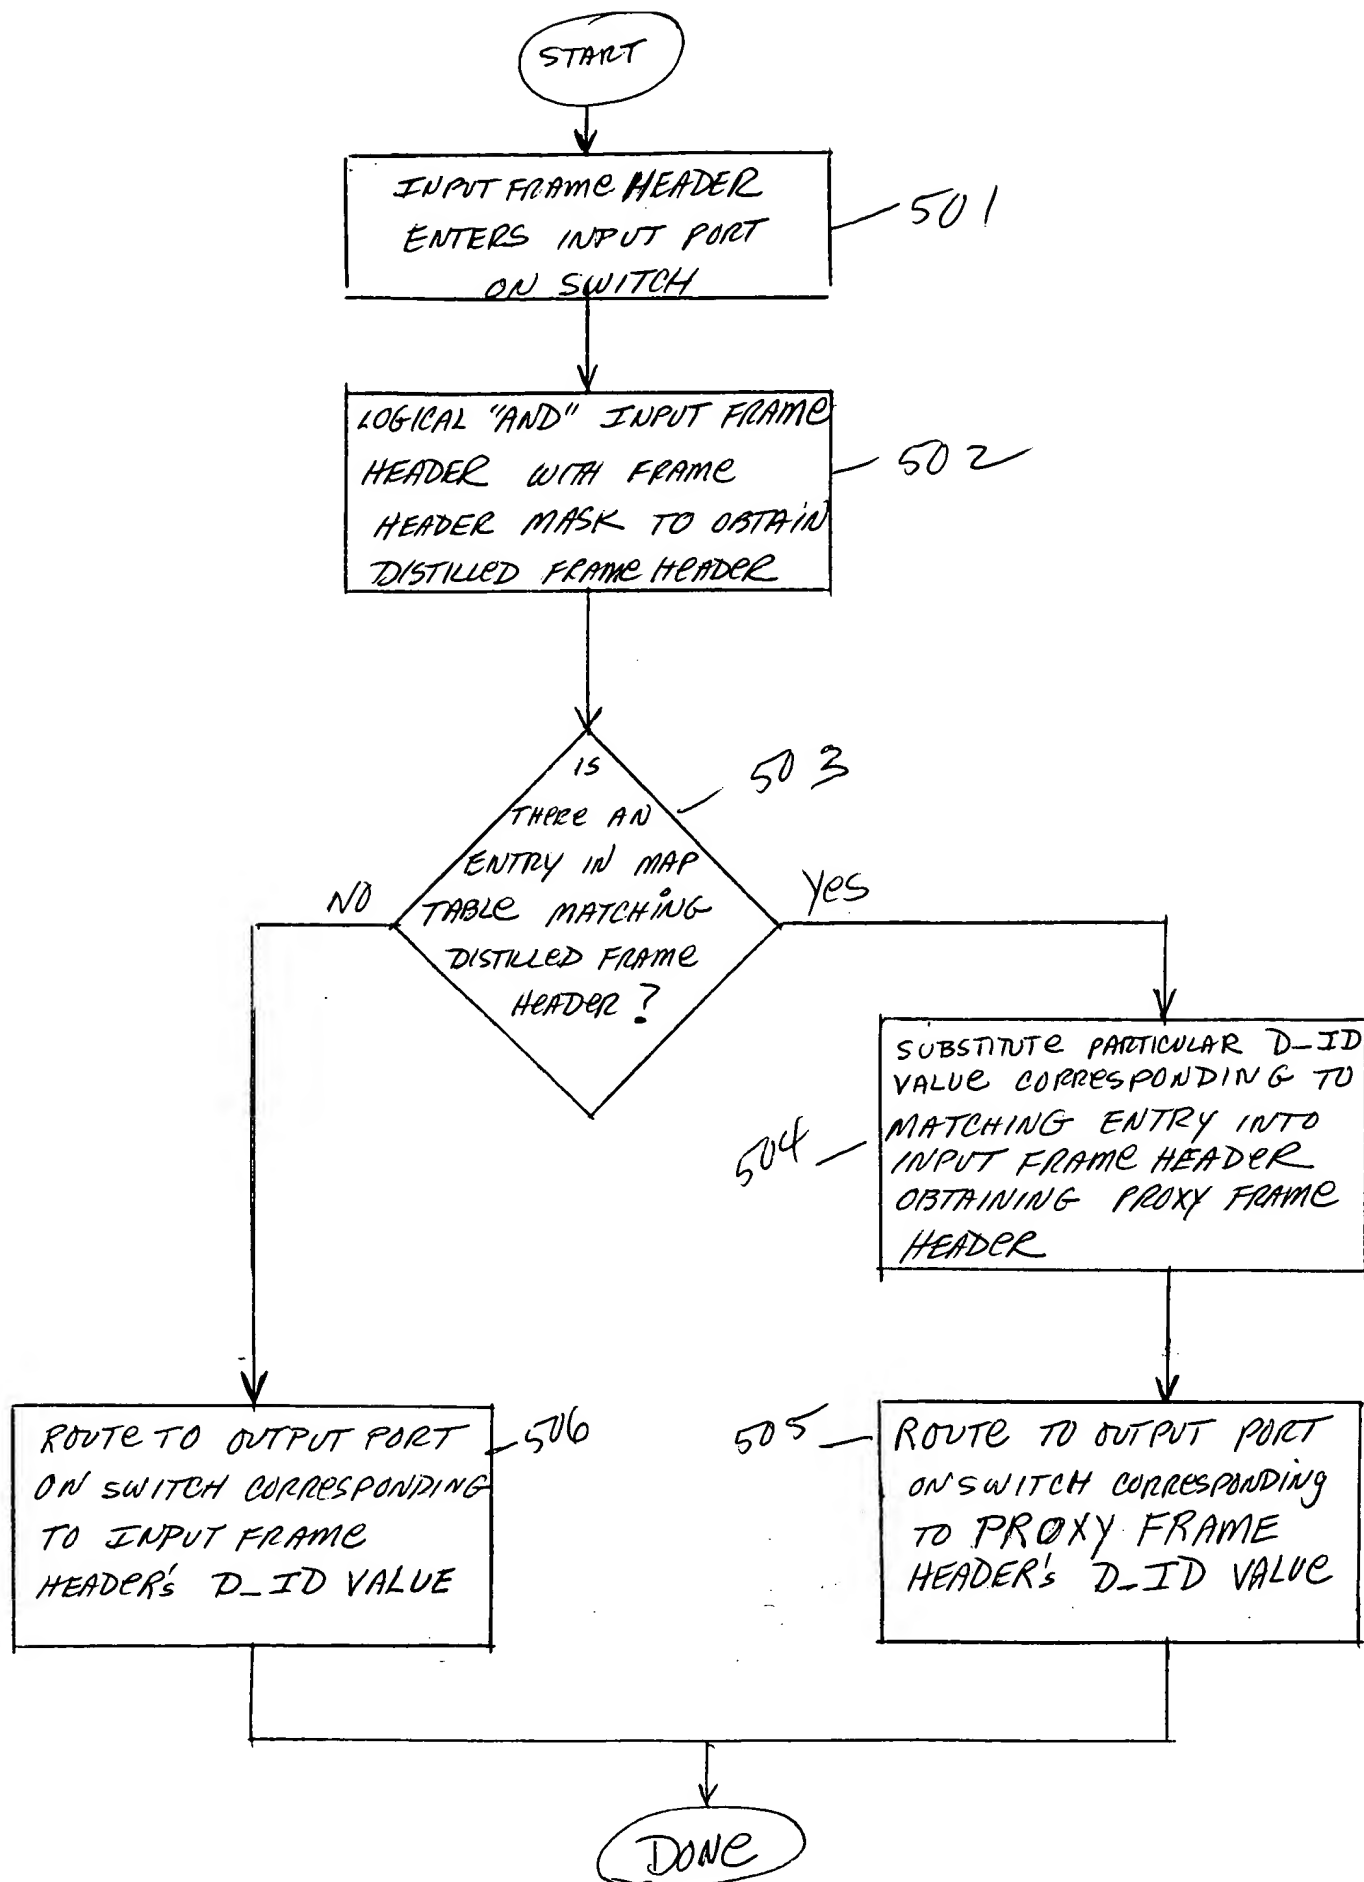 START
INPUT FRAME HEADER
ENTERS INPUT PORT
ON SWITCH
501
LOGICAL "AND" INPUT FRAME
HEADER WITH FRAME
HEADER MASK TO OBTAIN
DISTILLED FRAME HEADER
502
IS
THERE AN
ENTRY IN MAP
TABLE MATCHING
DISTILLED FRAME
HEADER?
503
NO
YES
SUBSTITUTE PARTICULAR D_ID
VALUE CORRESPONDING TO
MATCHING ENTRY INTO
INPUT FRAME HEADER
OBTAINING PROXY FRAME
HEADER
504
ROUTE TO OUTPUT PORT
ON SWITCH CORRESPONDING
TO INPUT FRAME
HEADER'S D_ID VALUE
506
505
ROUTE TO OUTPUT PORT
ON SWITCH CORRESPONDING
TO PROXY FRAME
HEADER'S D_ID VALUE
DONE